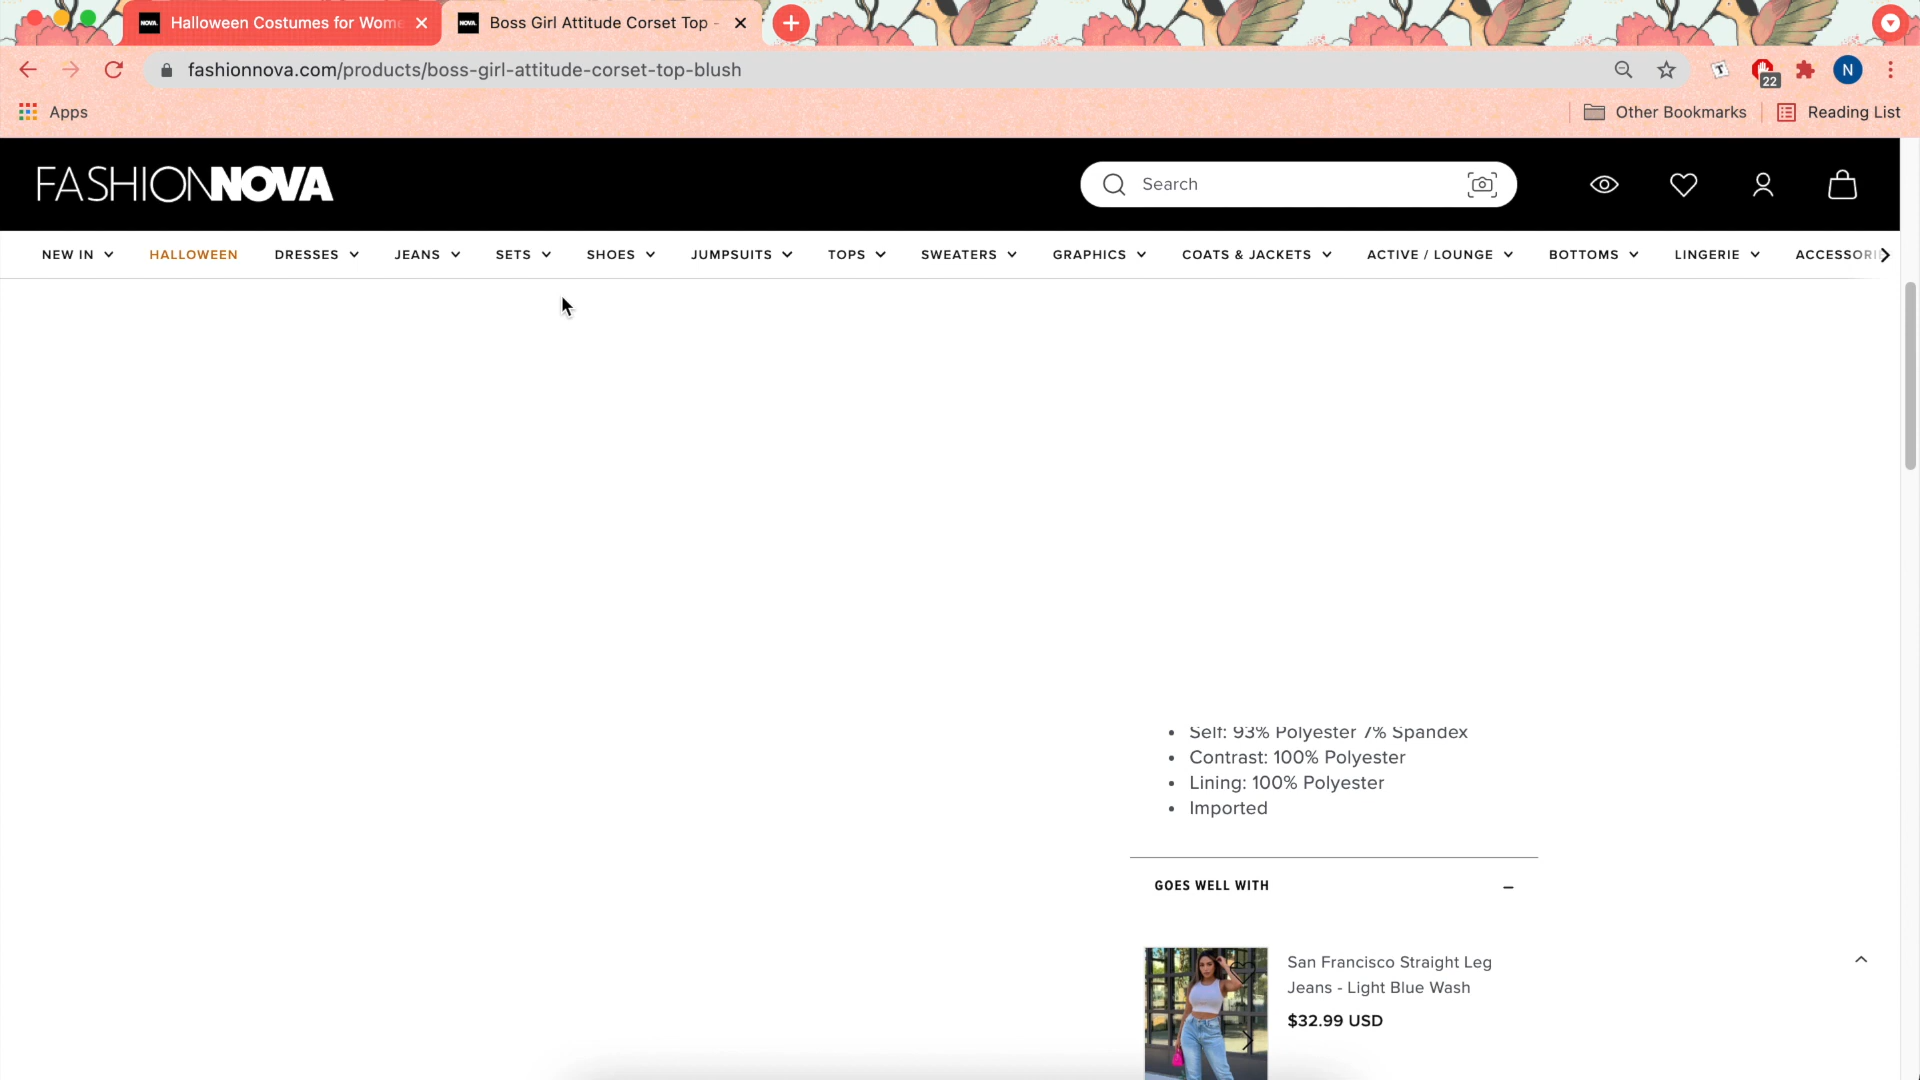 Halloween Costumes for Wome
Boss Girl Attitude Corset Top -
fashionnova.com/products/boss-girl-attitude-corset-top-blush
22
N
Apps
Other Bookmarks
Reading List
FASHIONNOVA
Search
NEW IN
HALLOWEEN
DRESSES
JEANS
SETS
SHOES
JUMPSUITS
TOPS
SWEATERS
GRAPHICS
COATS & JACKETS
ACTIVE / LOUNGE
BOTTOMS
LINGERIE
ACCESSORI
• Self: 93% Polyester 7% Spandex
• Contrast: 100% Polyester
• Lining: 100% Polyester
• Imported
GOES WELL WITH
San Francisco Straight Leg
Jeans - Light Blue Wash
$32.99 USD